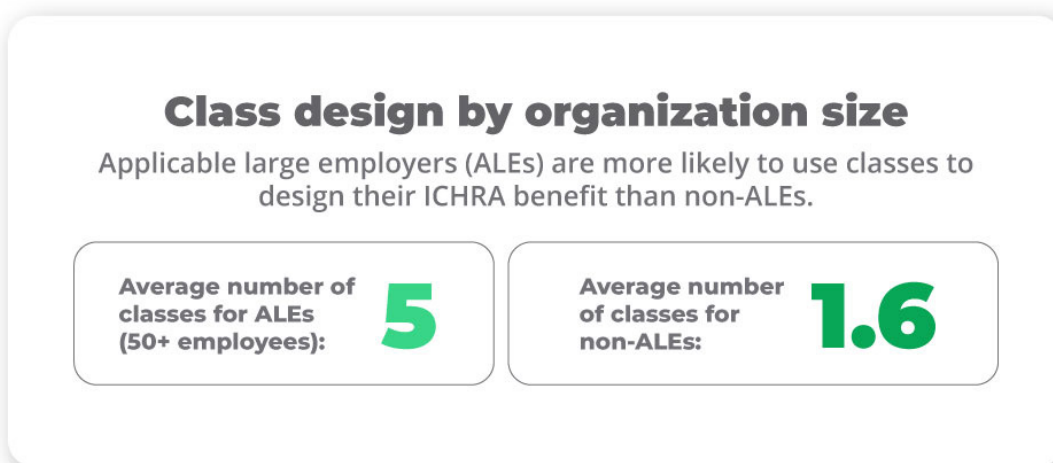 Class design by organization size
Applicable large employers (ALEs) are more likely to use classes to
design their ICHRA benefit than non-ALEs.
Average number of
classes for ALEs
(50+ employees):
5
Average number
of classes for
non-ALEs:
1.6